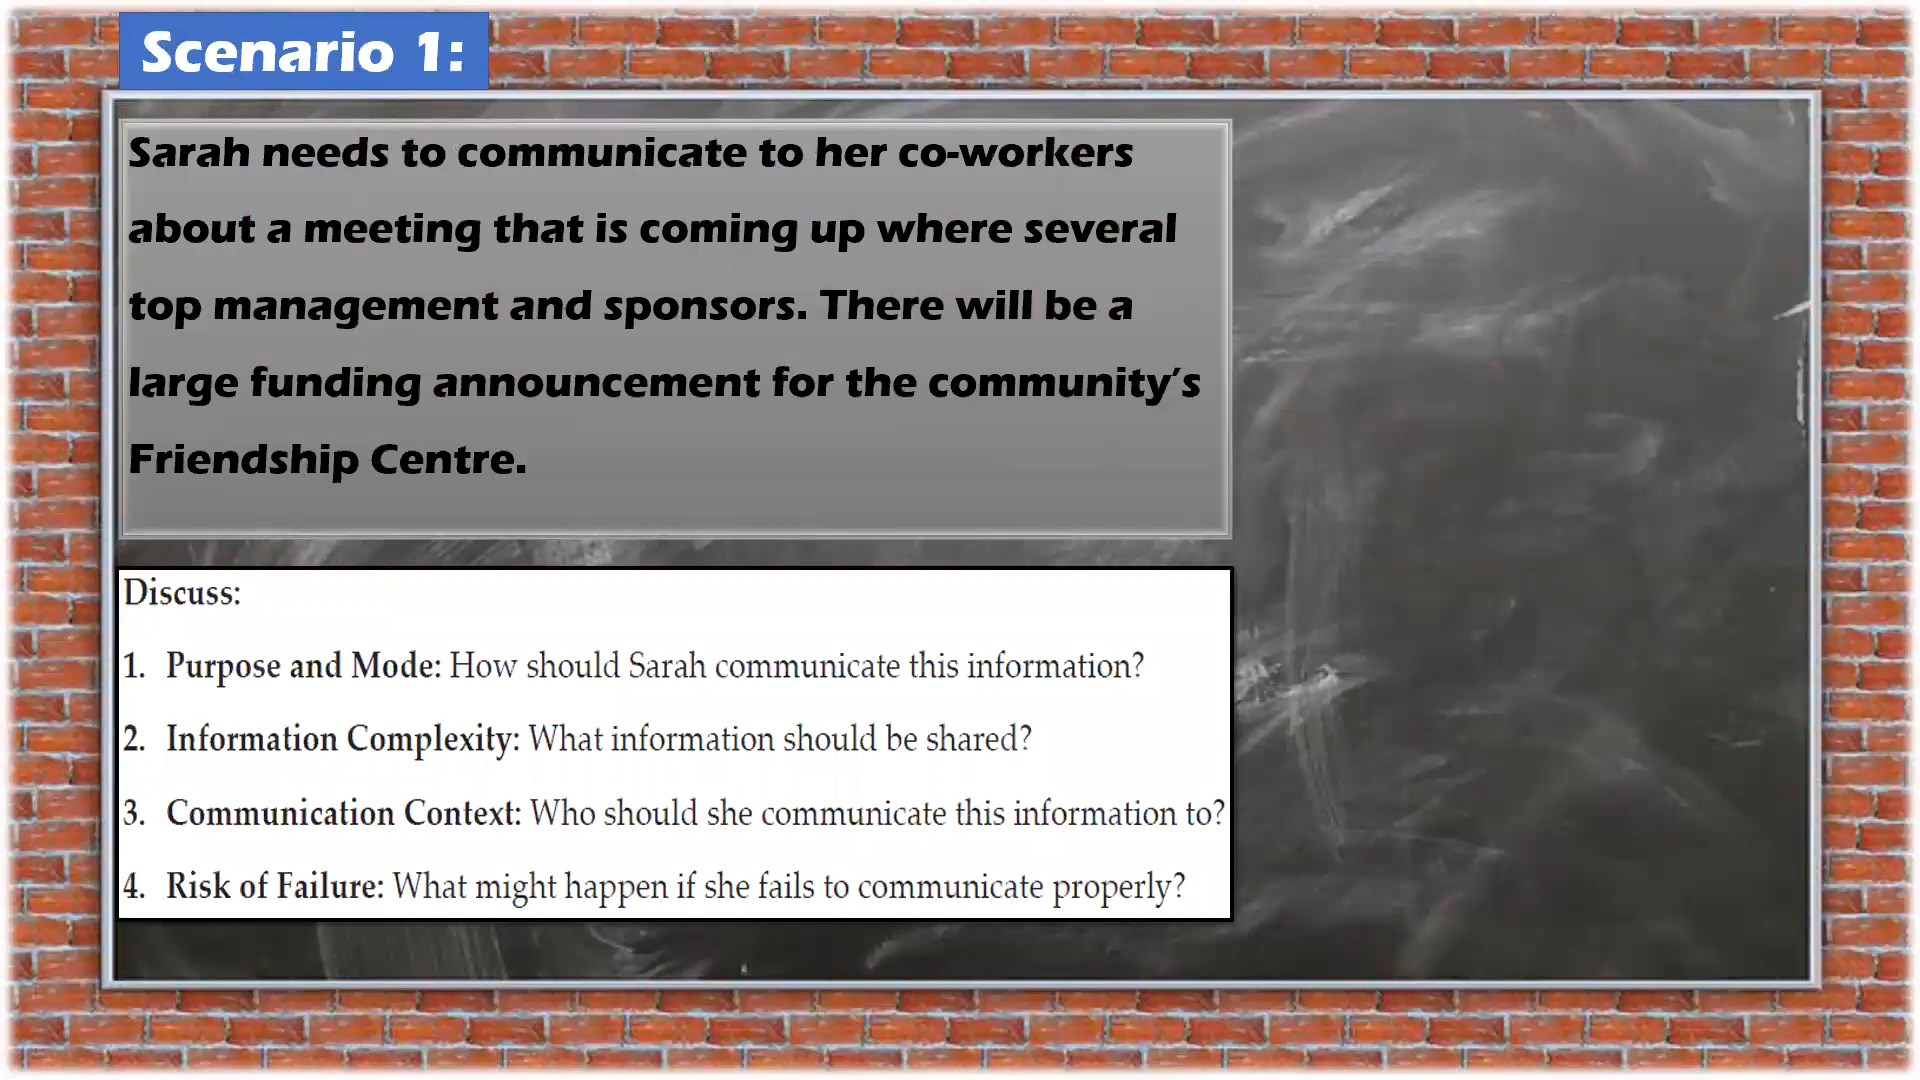 Scenario 1:
Sarah needs to communicate to her co-workers
about a meeting that is coming up where several
top management and sponsors. There will be a
large funding announcement for the community’s
Friendship Centre.
Discuss:
1. Purpose and Mode: How should Sarah communicate this information?
2. Information Complexity: What information should be shared?
3. Communication Context: Who should she communicate this information to?
4. Risk of Failure: What might happen if she fails to communicate properly?